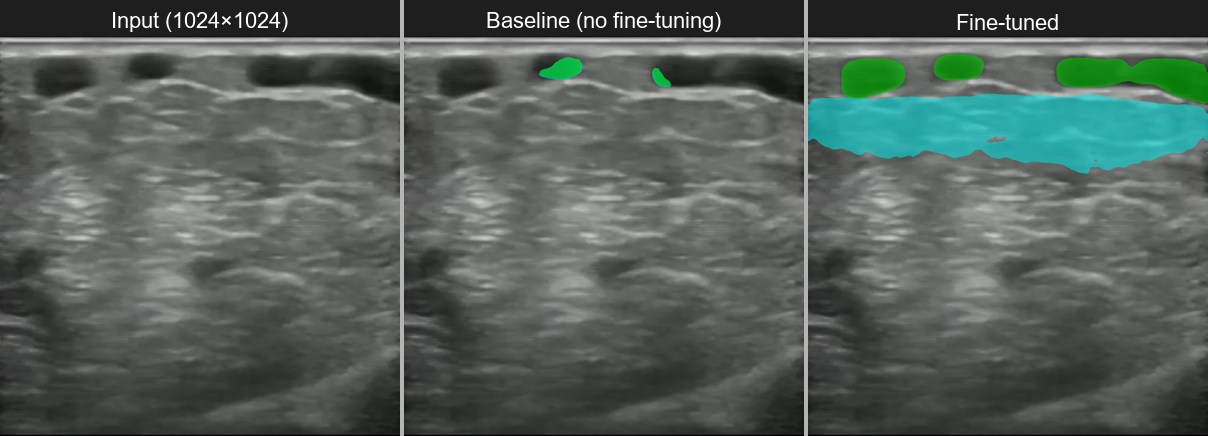 Input (1024×1024)
Baseline (no fine-tuning)
Fine-tuned